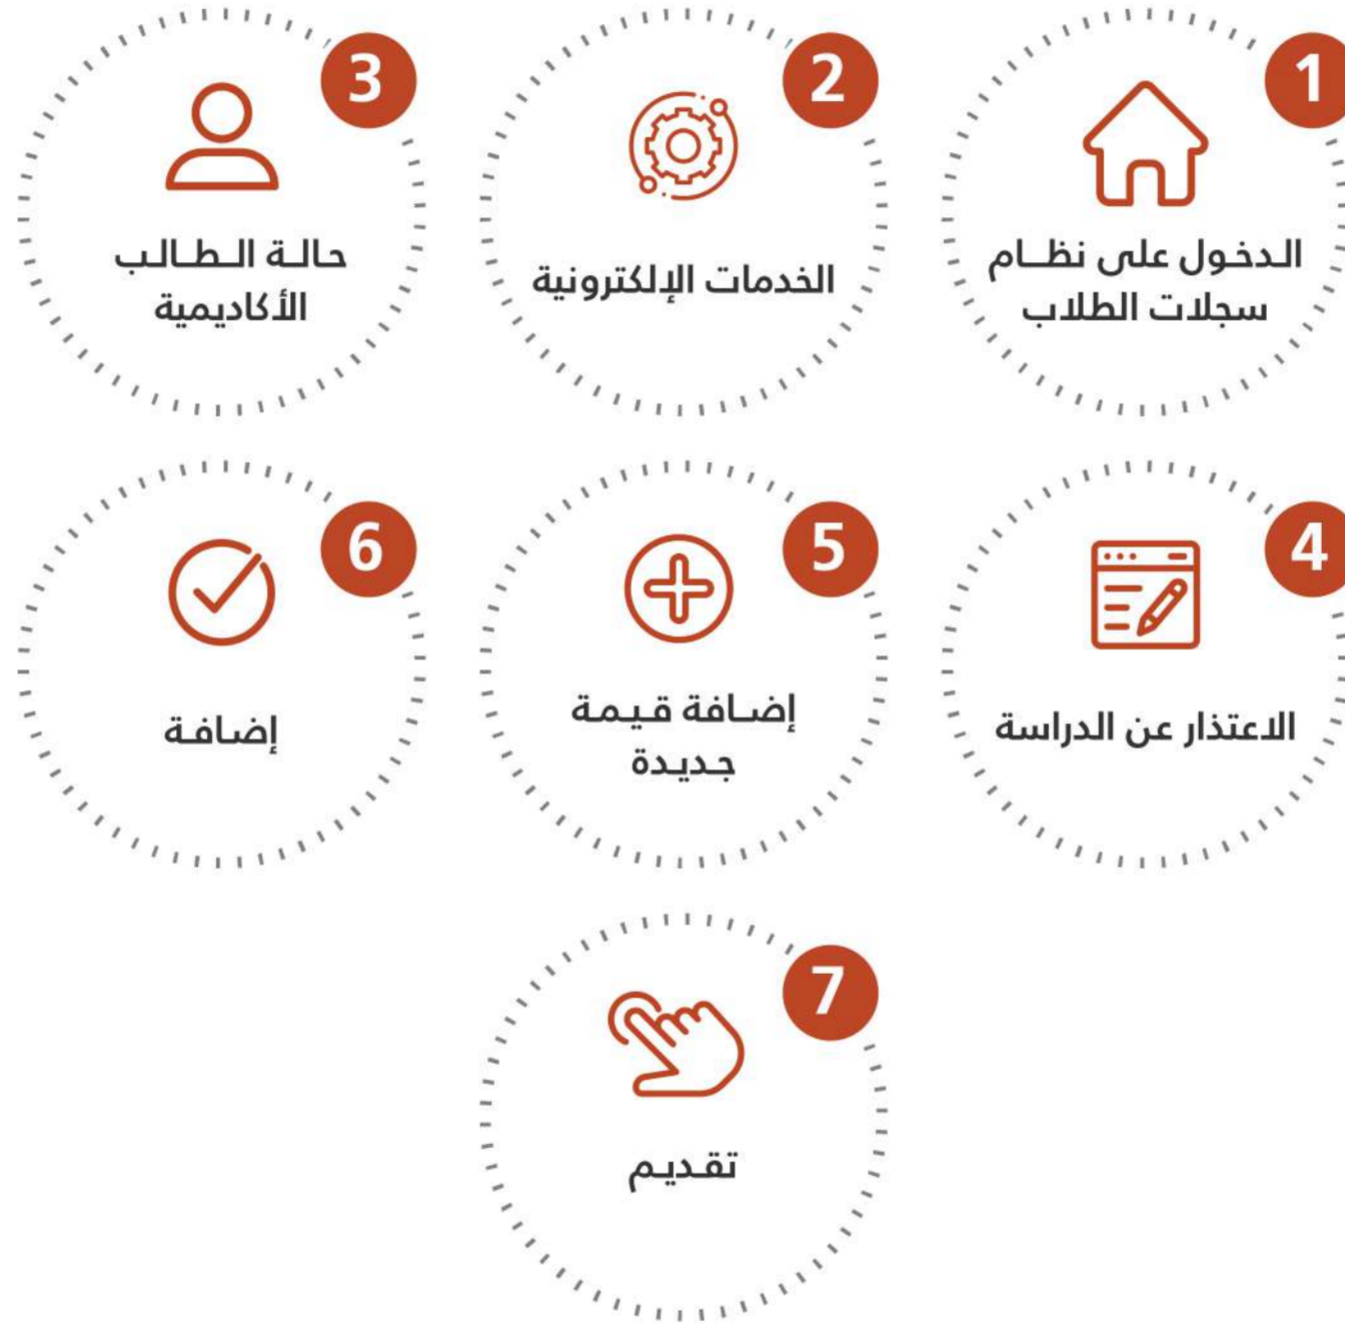 1
الدخول على نظام
سجلات الطلاب
2
الخدمات الإلكترونية
3
حالة الطالب
الأكاديمية
4
الاعتذار عن الدراسة
5
إضافة قيمة
جديدة
6
إضافة
7
تقديم